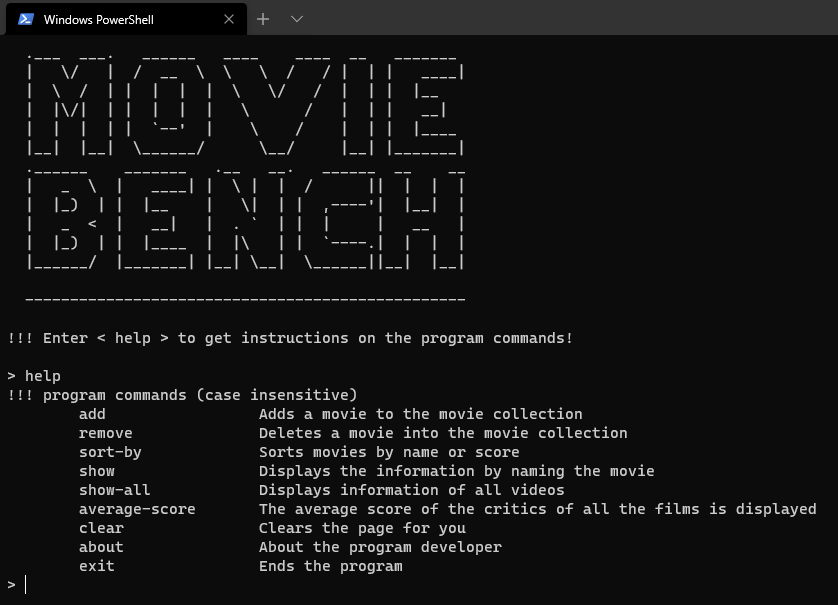 Windows PowerShell
MOVIE
BENCH
!!! Enter < help > to get instructions on the program commands!
> help
!!! program commands (case insensitive)
add Adds a movie to the movie collection
remove Deletes a movie into the movie collection
sort-by Sorts movies by name or score
show Displays the information by naming the movie
show-all Displays information of all videos
average-score The average score of the critics of all the films is displayed
clear Clears the page for you
about About the program developer
exit Ends the program
>